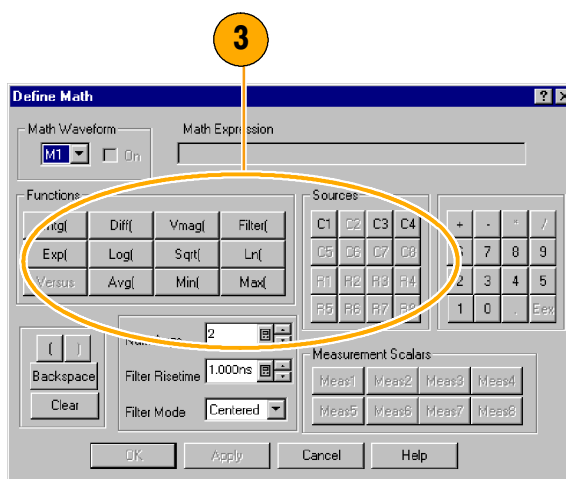 3
Define Math
? X
Math Waveform Math Expression
M1 On
Functions Sources
Intg( Diff( Vmag( Filter( C1 C2 C3 C4 + - * /
Exp( Log( Sqrt( Ln( C5 C6 C7 C8 6 7 8 9
Versus Avg( Min( Max( R1 R2 R3 R4 2 3 4 5
R5 R6 R7 R8 1 0 . Eex
( )
2
Backspace
Clear
Filter Risetime 1.000ns
Filter Mode Centered
Measurement Scalars
Meas1 Meas2 Meas3 Meas4
Meas5 Meas6 Meas7 Meas8
OK Apply Cancel Help